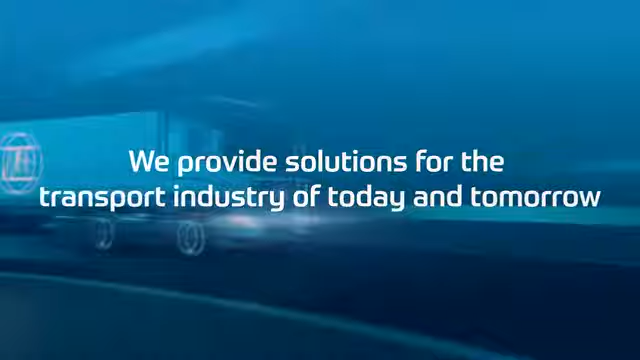 We provide solutions for the
transport industry of today and tomorrow